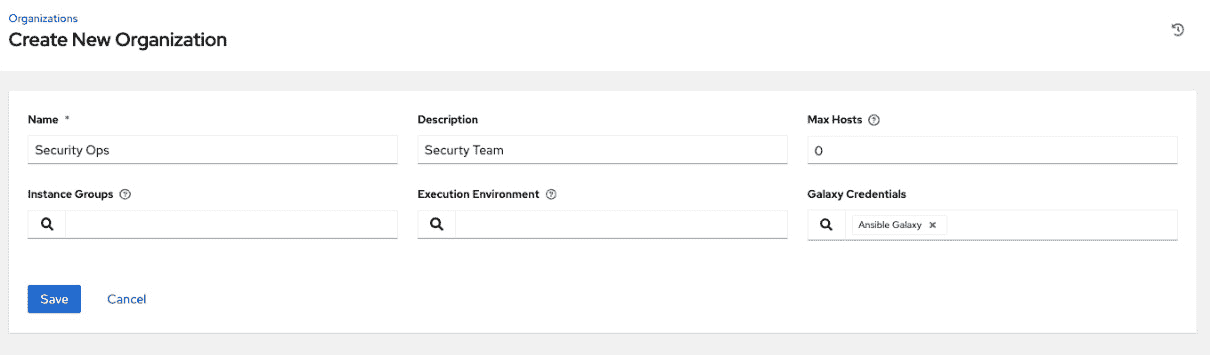 Organizations
Create New Organization
Name * Description Max Hosts
Security Ops Securty Team 0
Instance Groups Execution Environment Galaxy Credentials
Ansible Galaxy
Save Cancel